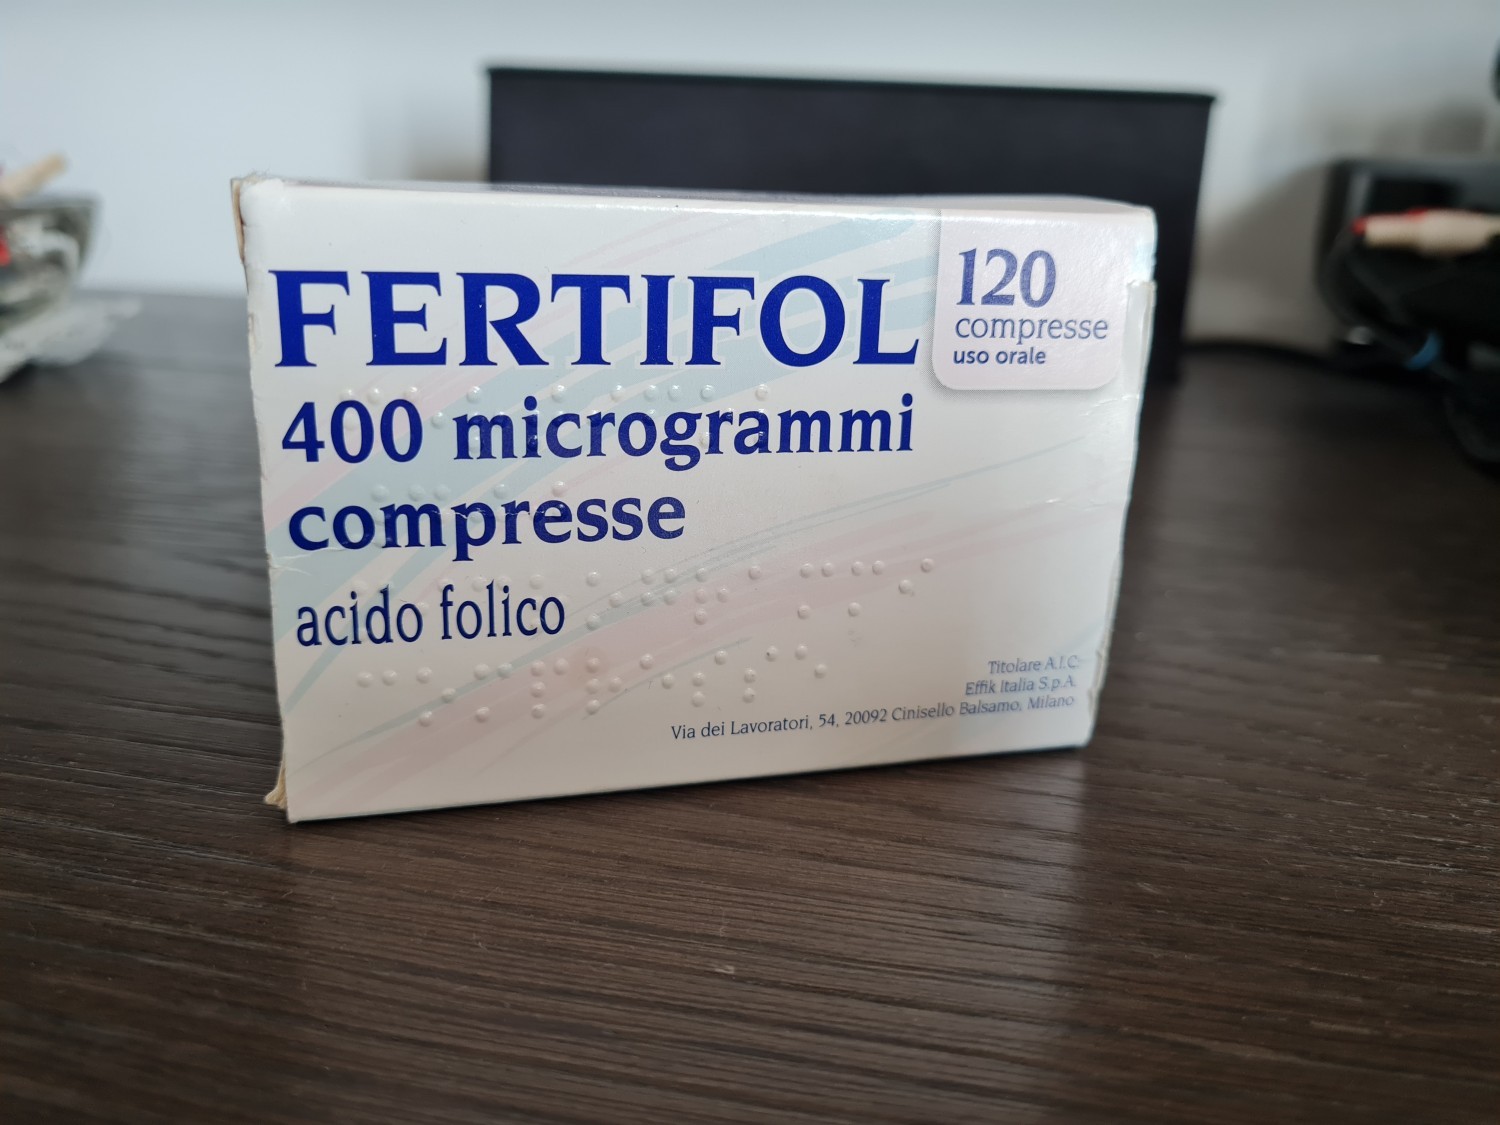 FERTIFOL
400 microgrammi
compresse
acido folico
120
compresse
uso orale
Titolare A.I.C.
Effik Italia S.p.A.
Via dei Lavoratori, 54, 20092 Cinisello Balsamo, Milano